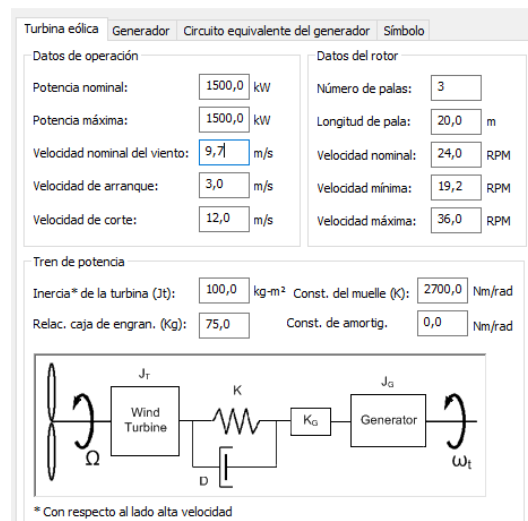 Turbina eólica Generador Circuito equivalente del generador Símbolo
Datos de operación
Potencia nominal: 1500,0 kW
Potencia máxima: 1500,0 kW
Velocidad nominal del viento: 9,7 m/s
Velocidad de arranque: 3,0 m/s
Velocidad de corte: 12,0 m/s
Datos del rotor
Número de palas: 3
Longitud de pala: 20,0 m
Velocidad nominal: 24,0 RPM
Velocidad mínima: 19,2 RPM
Velocidad máxima: 36,0 RPM
Tren de potencia
Inercia* de la turbina (Jt): 100,0 kg-m² Const. del muelle (K): 2700,0 Nm/rad
Relac. caja de engran. (Kg): 75,0 Const. de amortig. 0,0 Nm/rad
J_T K J_G
Wind Turbine K_G Generator
Ω D ω_t
* Con respecto al lado alta velocidad